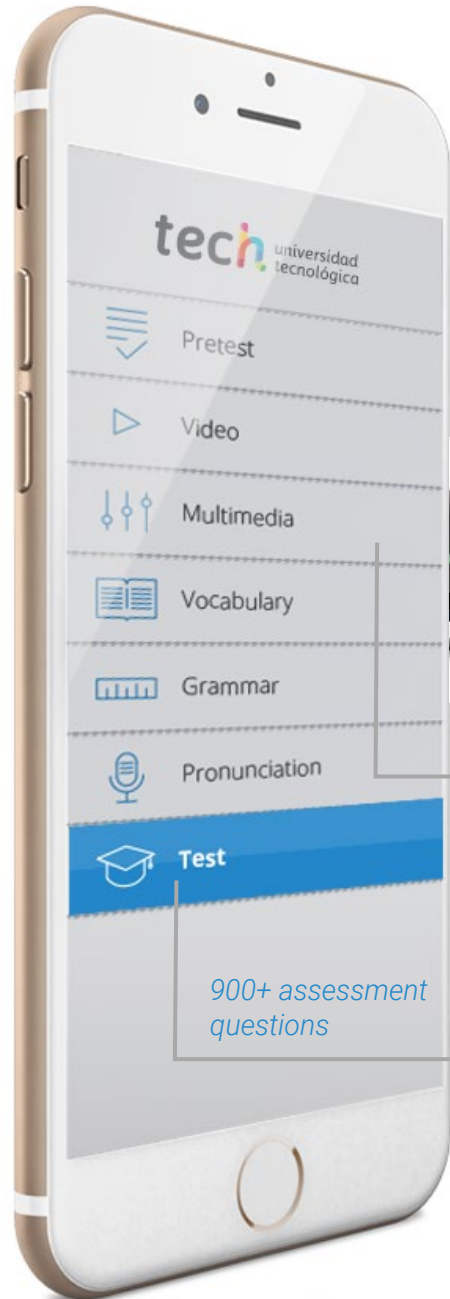 tech universidad
tecnológica
Pretest
Video
Multimedia
Vocabulary
Grammar
Pronunciation
Test
900+ assessment
questions